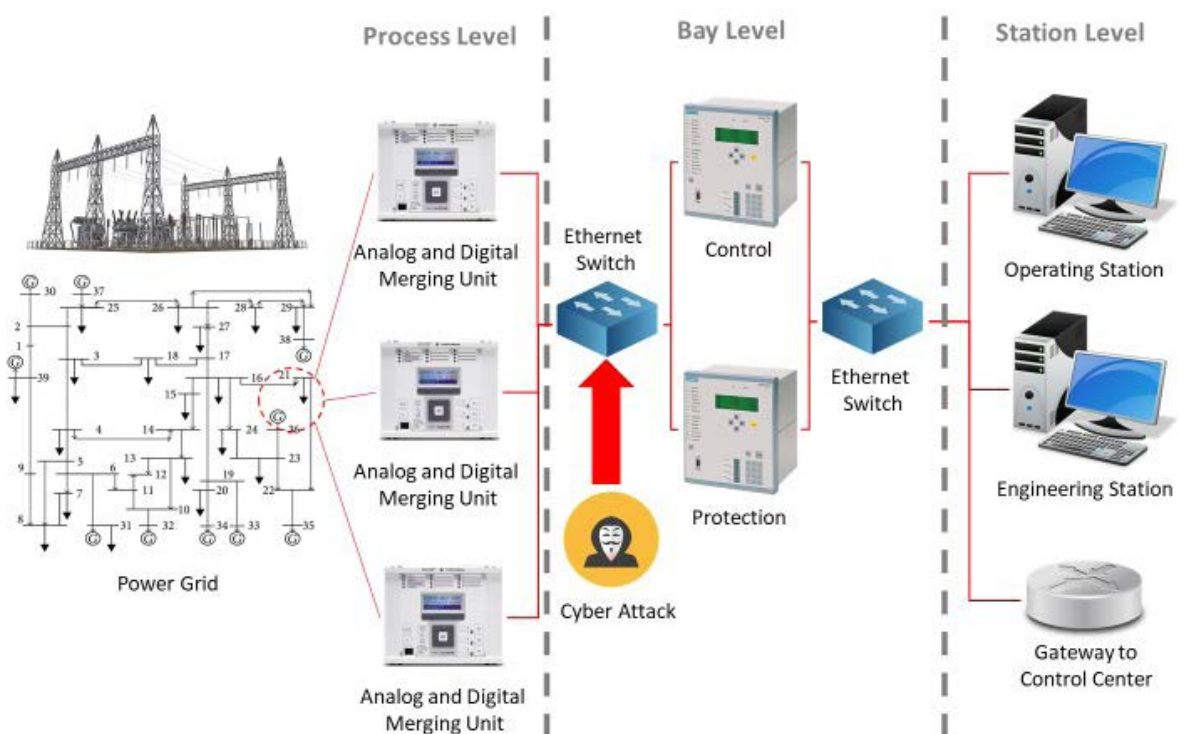 Process Level
Bay Level
Station Level
Analog and Digital
Merging Unit
Analog and Digital
Merging Unit
Analog and Digital
Merging Unit
Ethernet
Switch
Cyber Attack
Control
Protection
Ethernet
Switch
Operating Station
Engineering Station
Gateway to
Control Center
G
30
G
37
25
26
28
29
2
27
38
G
1
3
18
17
G
39
16
21
15
G
36
4
14
24
13
23
5
6
12
19
9
7
11
20
22
10
8
31
32
34
33
35
G
G
G
G
G
Power Grid